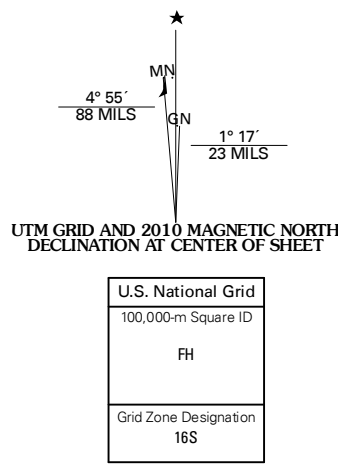 ★
MN
4° 55´
88 MILS
GN
1° 17´
23 MILS
UTM GRID AND 2010 MAGNETIC NORTH
DECLINATION AT CENTER OF SHEET
U.S. National Grid
100,000-m Square ID
FH
Grid Zone Designation
16S